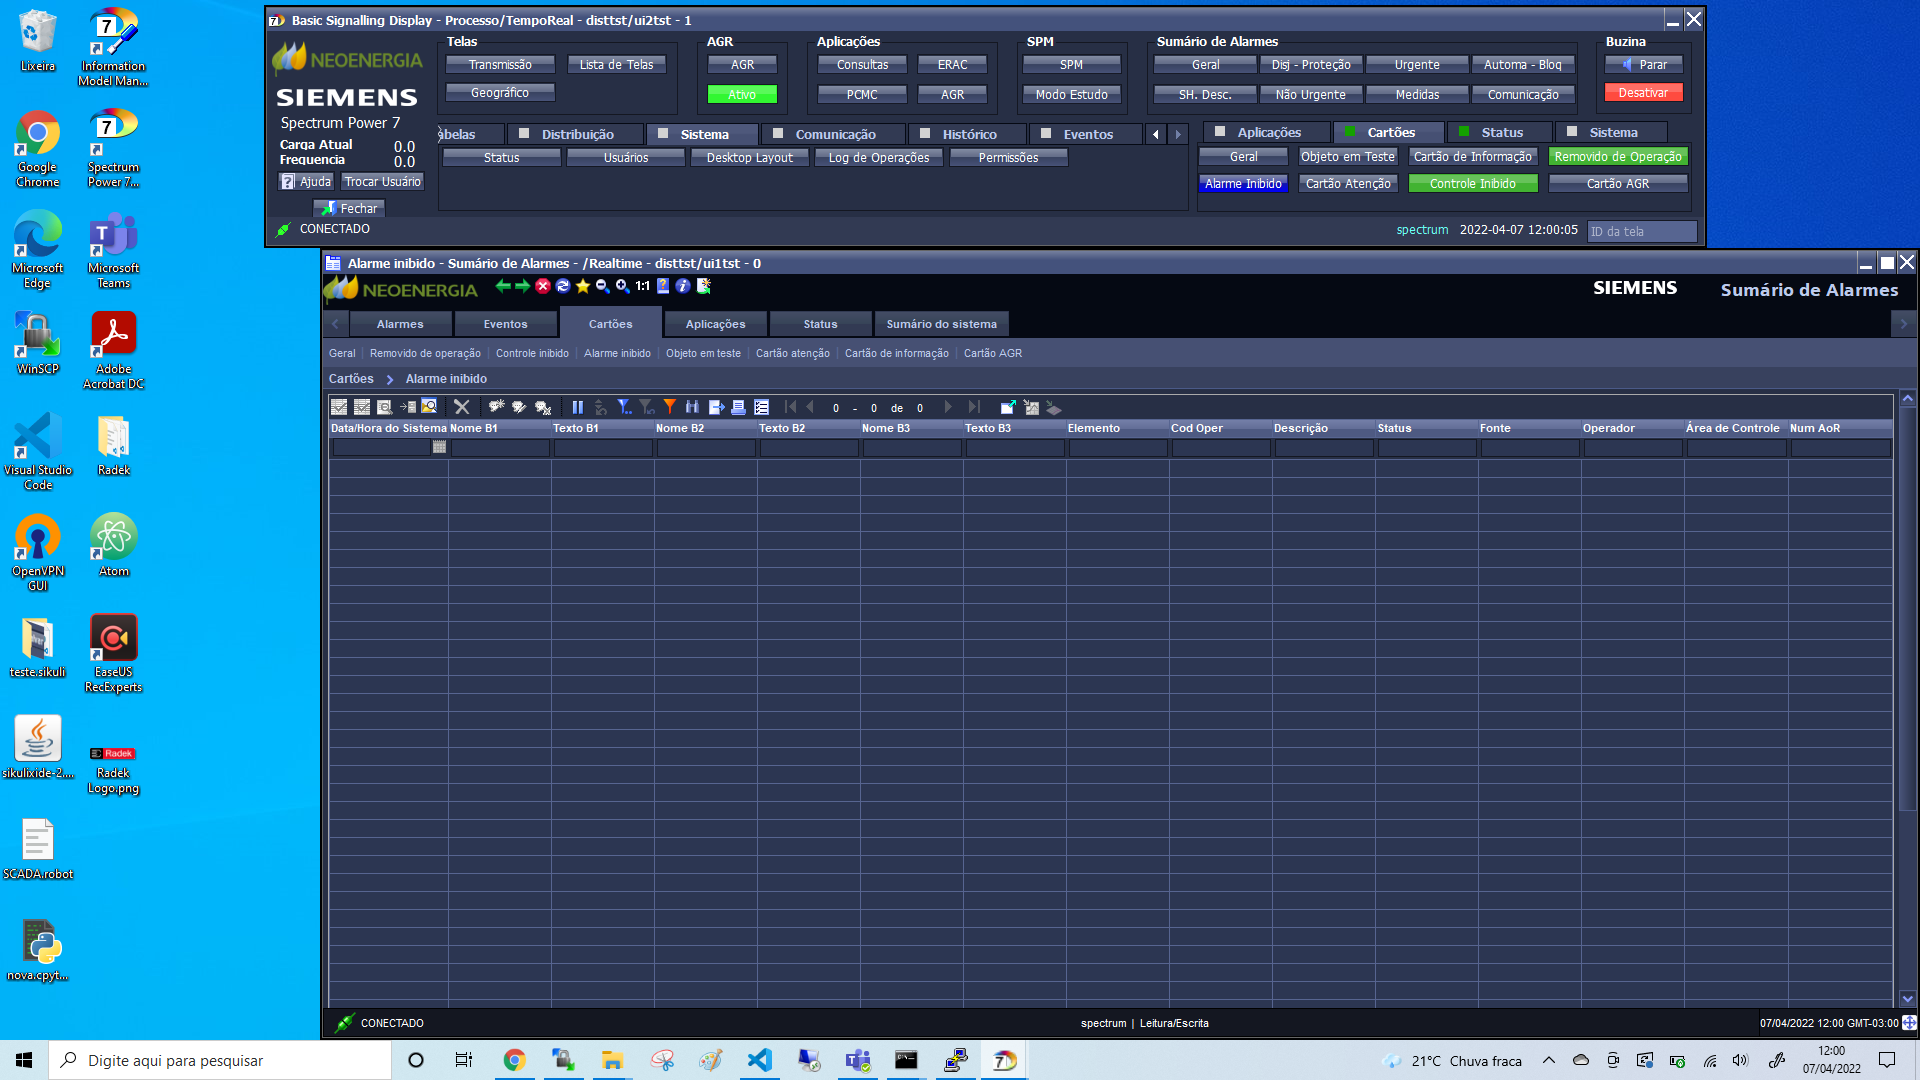 Lixeira
Information
Model Man...
Google
Chrome
Spectrum
Power 7...
Microsoft
Edge
Microsoft
Teams
WinSCP
Adobe
Acrobat DC
Visual Studio
Code
Radek
OpenVPN
GUI
Atom
teste.sikuli
EaseUS
RecExperts
sikulixide-2....
Radek
Radek
Logo.png
SCADA.robot
nova.cpyt...
Basic Signalling Display - Processo/TempoReal - disttst/ui2tst - 1
NEOENERGIA
SIEMENS
Spectrum Power 7
Carga Atual 0.0
Frequencia 0.0
Ajuda Trocar Usuário
Fechar
CONECTADO
Telas
Transmissão Lista de Telas
Geográfico
AGR
AGR
Ativo
Aplicações
Consultas ERAC
PCMC AGR
SPM
SPM
Modo Estudo
Sumário de Alarmes
Geral Disj - Proteção Urgente Automa - Bloq
SH. Desc. Não Urgente Medidas Comunicação
Buzina
Parar
Desativar
abelas Distribuição Sistema Comunicação Histórico Eventos
Status Usuários Desktop Layout Log de Operações Permissões
Aplicações Cartões Status Sistema
Geral Objeto em Teste Cartão de Informação Removido de Operação
Alarme Inibido Cartão Atenção Controle Inibido Cartão AGR
spectrum 2022-04-07 12:00:05 ID da tela
Alarme inibido - Sumário de Alarmes - /Realtime - disttst/ui1tst - 0
NEOENERGIA 1:1 SIEMENS Sumário de Alarmes
Alarmes Eventos Cartões Aplicações Status Sumário do sistema
Geral Removido de operação Controle inibido Alarme inibido Objeto em teste Cartão atenção Cartão de informação Cartão AGR
Cartões Alarme inibido
0 - 0 de 0
Data/Hora do Sistema Nome B1 Texto B1 Nome B2 Texto B2 Nome B3 Texto B3 Elemento Cod Oper Descrição Status Fonte Operador Área de Controle Num AoR
CONECTADO spectrum | Leitura/Escrita 07/04/2022 12:00 GMT-03:00
Digite aqui para pesquisar
21°C Chuva fraca
12:00
07/04/2022